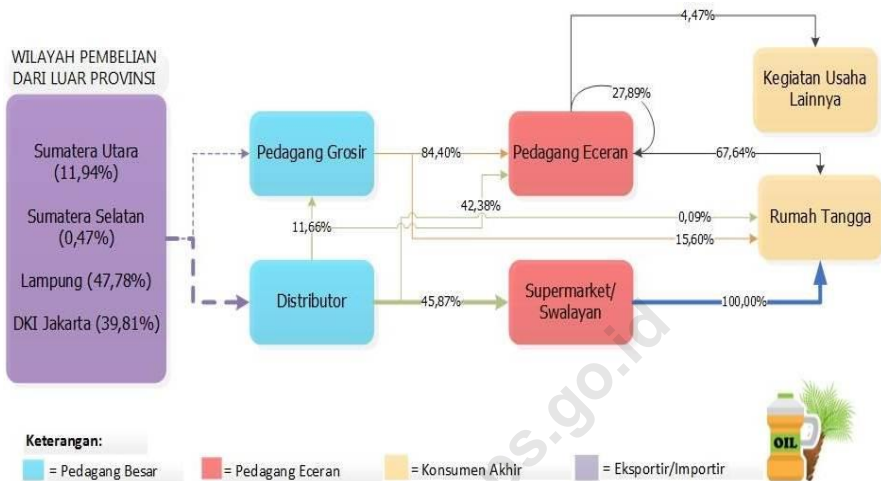 WILAYAH PEMBELIAN
DARI LUAR PROVINSI
Sumatera Utara
(11,94%)
Sumatera Selatan
(0,47%)
Lampung (47,78%)
DKI Jakarta (39,81%)
Pedagang Grosir
Distributor
11,66%
84,40%
42,38%
45,87%
Pedagang Eceran
Supermarket/
Swalayan
4,47%
27,89%
67,64%
0,09%
15,60%
100,00%
Kegiatan Usaha
Lainnya
Rumah Tangga
OIL
Keterangan:
= Pedagang Besar
= Pedagang Eceran
= Konsumen Akhir
= Eksportir/Importir
ps.go.id